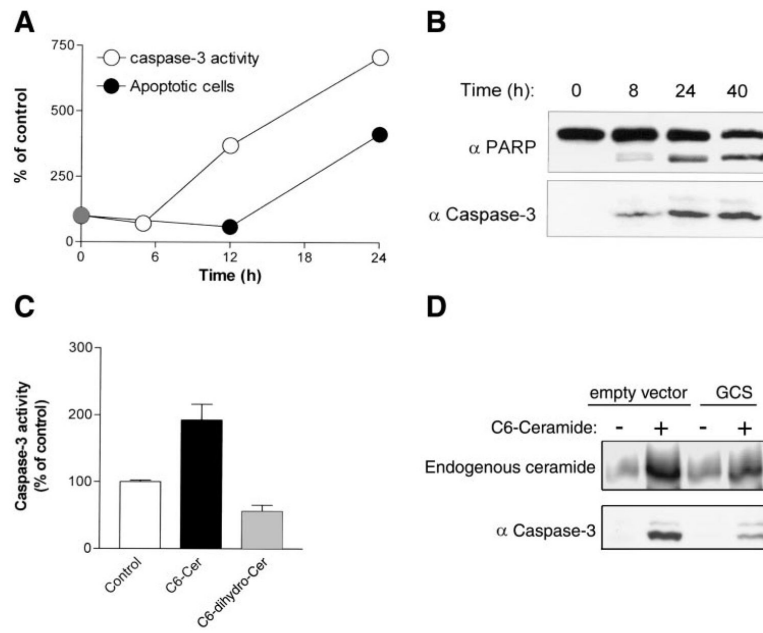 A
750
500
250
0
% of control
caspase-3 activity
Apoptotic cells
0 6 12 18 24
Time (h)
B
Time (h): 0 8 24 40
α PARP
α Caspase-3
C
300
200
100
0
Caspase-3 activity
(% of control)
Control
C6-Cer
C6-dihydro-Cer
D
empty vector GCS
C6-Ceramide: - + - +
Endogenous ceramide
α Caspase-3